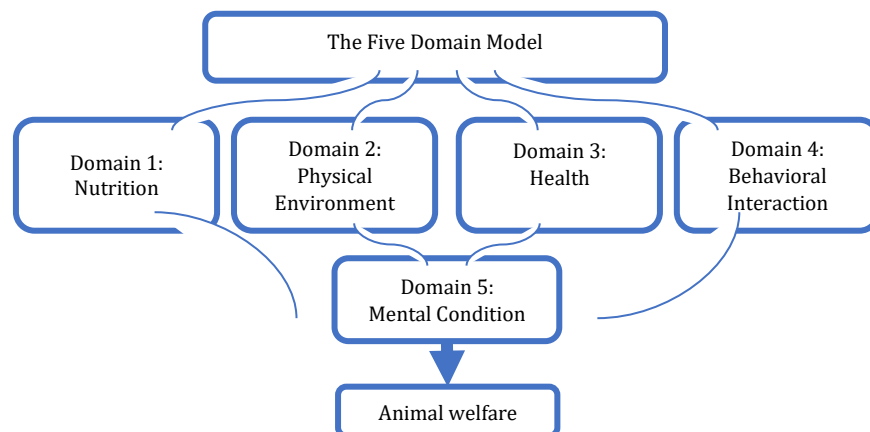 The Five Domain Model
Domain 1:
Nutrition
Domain 2:
Physical
Environment
Domain 3:
Health
Domain 4:
Behavioral
Interaction
Domain 5:
Mental Condition
Animal welfare